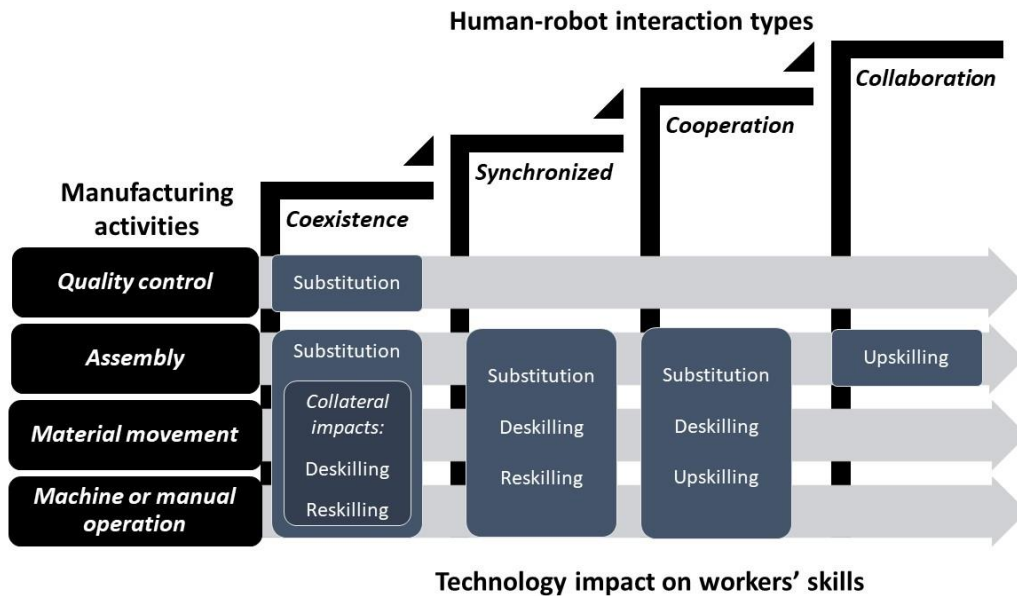 Human-robot interaction types
Collaboration
Cooperation
Synchronized
Coexistence
Manufacturing
activities
Quality control
Substitution
Assembly
Substitution
Collateral
impacts:
Deskilling
Reskilling
Substitution
Deskilling
Reskilling
Substitution
Deskilling
Upskilling
Upskilling
Material movement
Machine or manual
operation
Technology impact on workers’ skills